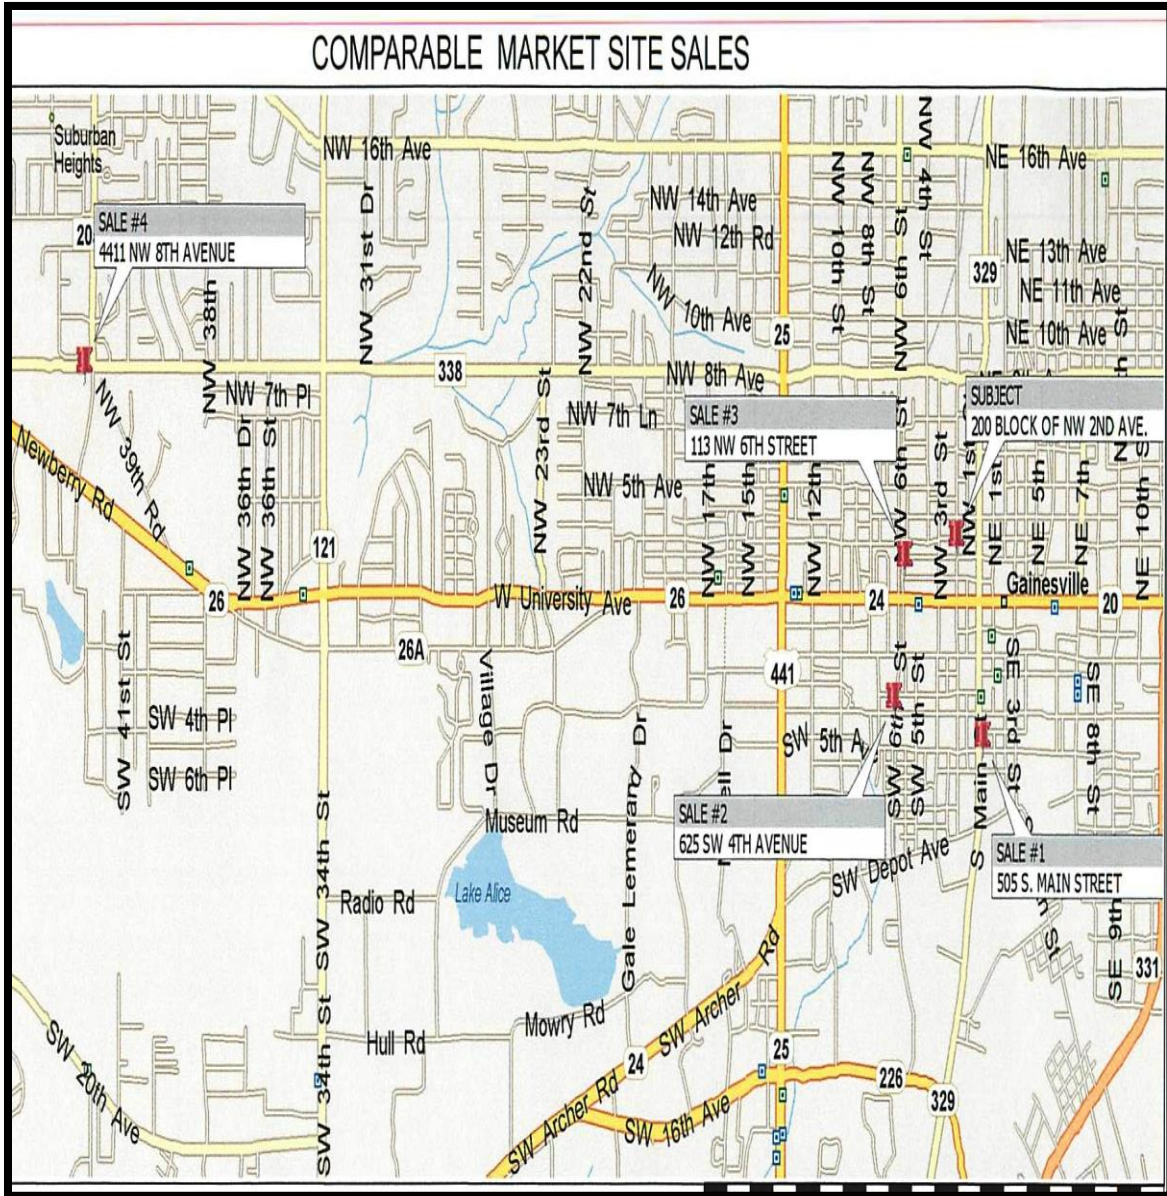 COMPARABLE MARKET SITE SALES
Suburban
Heights
NW 16th Ave
NE 16th Ave
NW 31st Dr
NW 22nd St
NW 14th Ave
NW 12th Rd
NW 10th Ave
NW 10th St
NW 8th St
NW 6th St
NW 4th St
NE 13th Ave
NE 11th Ave
NE 10th Ave
20
SALE #4
4411 NW 8TH AVENUE
329
25
NW 38th
338
NW 8th Ave
NW 7th Pl
NW 7th Ln
NW 5th Ave
NW 23rd St
SALE #3
113 NW 6TH STREET
SUBJECT
200 BLOCK OF NW 2ND AVE.
NW 39th Rd
Newberry Rd
NW 36th Dr
NW 36th St
121
NW 17th
NW 15th
NW 12th
NW 6th St
NW 3rd St
NW 1st
NE 1st
NE 5th
NE 7th
NE 10th St
Gainesville
26
W University Ave
26
24
20
26A
441
SW 41st St
SW 4th Pl
SW 6th Pl
Village Dr
Gale Lemerand Dr
SW 5th
SW 6th St
SW 5th St
SE 3rd St
SE 8th St
S Main
Museum Rd
SALE #2
625 SW 4TH AVENUE
SALE #1
505 S. MAIN STREET
SW Depot Ave
Lake Alice
Radio Rd
SW 34th St
SW 34th St
SE 9th
331
Mowry Rd
Hull Rd
SW Archer Rd
24
25
226
329
SW 20th Ave
SW Archer Rd
SW 16th Ave